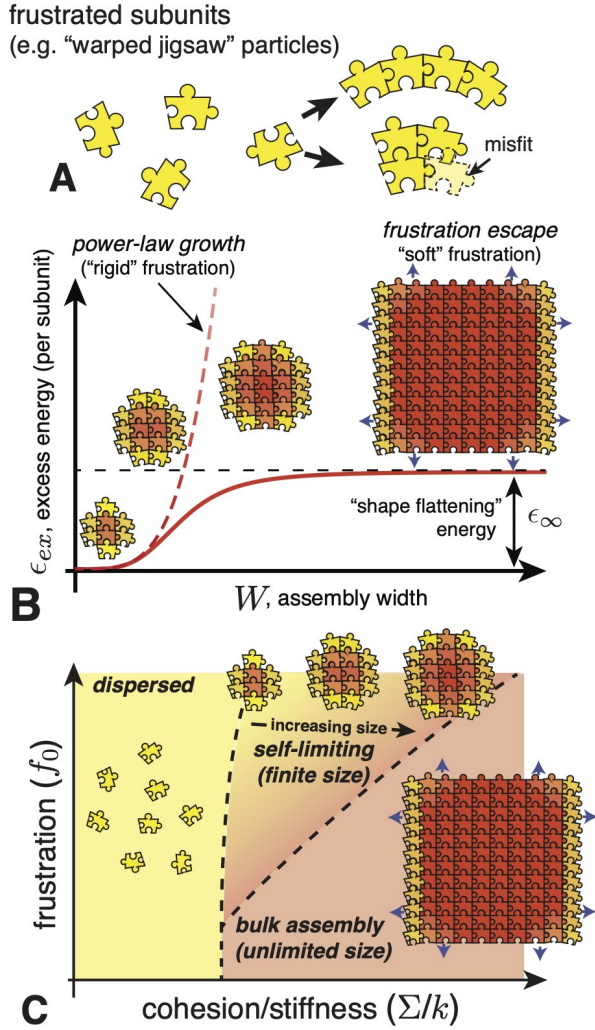 frustrated subunits
(e.g. “warped jigsaw” particles)
misfit
A
power-law growth
(“rigid” frustration)
frustration escape
“soft” frustration)
ϵₑₓ, excess energy (per subunit)
“shape flattening”
energy
ϵ∞
W, assembly width
B
dispersed
increasing size
self-limiting
(finite size)
frustration (f₀)
bulk assembly
(unlimited size)
C
cohesion/stiffness (Σ/k)